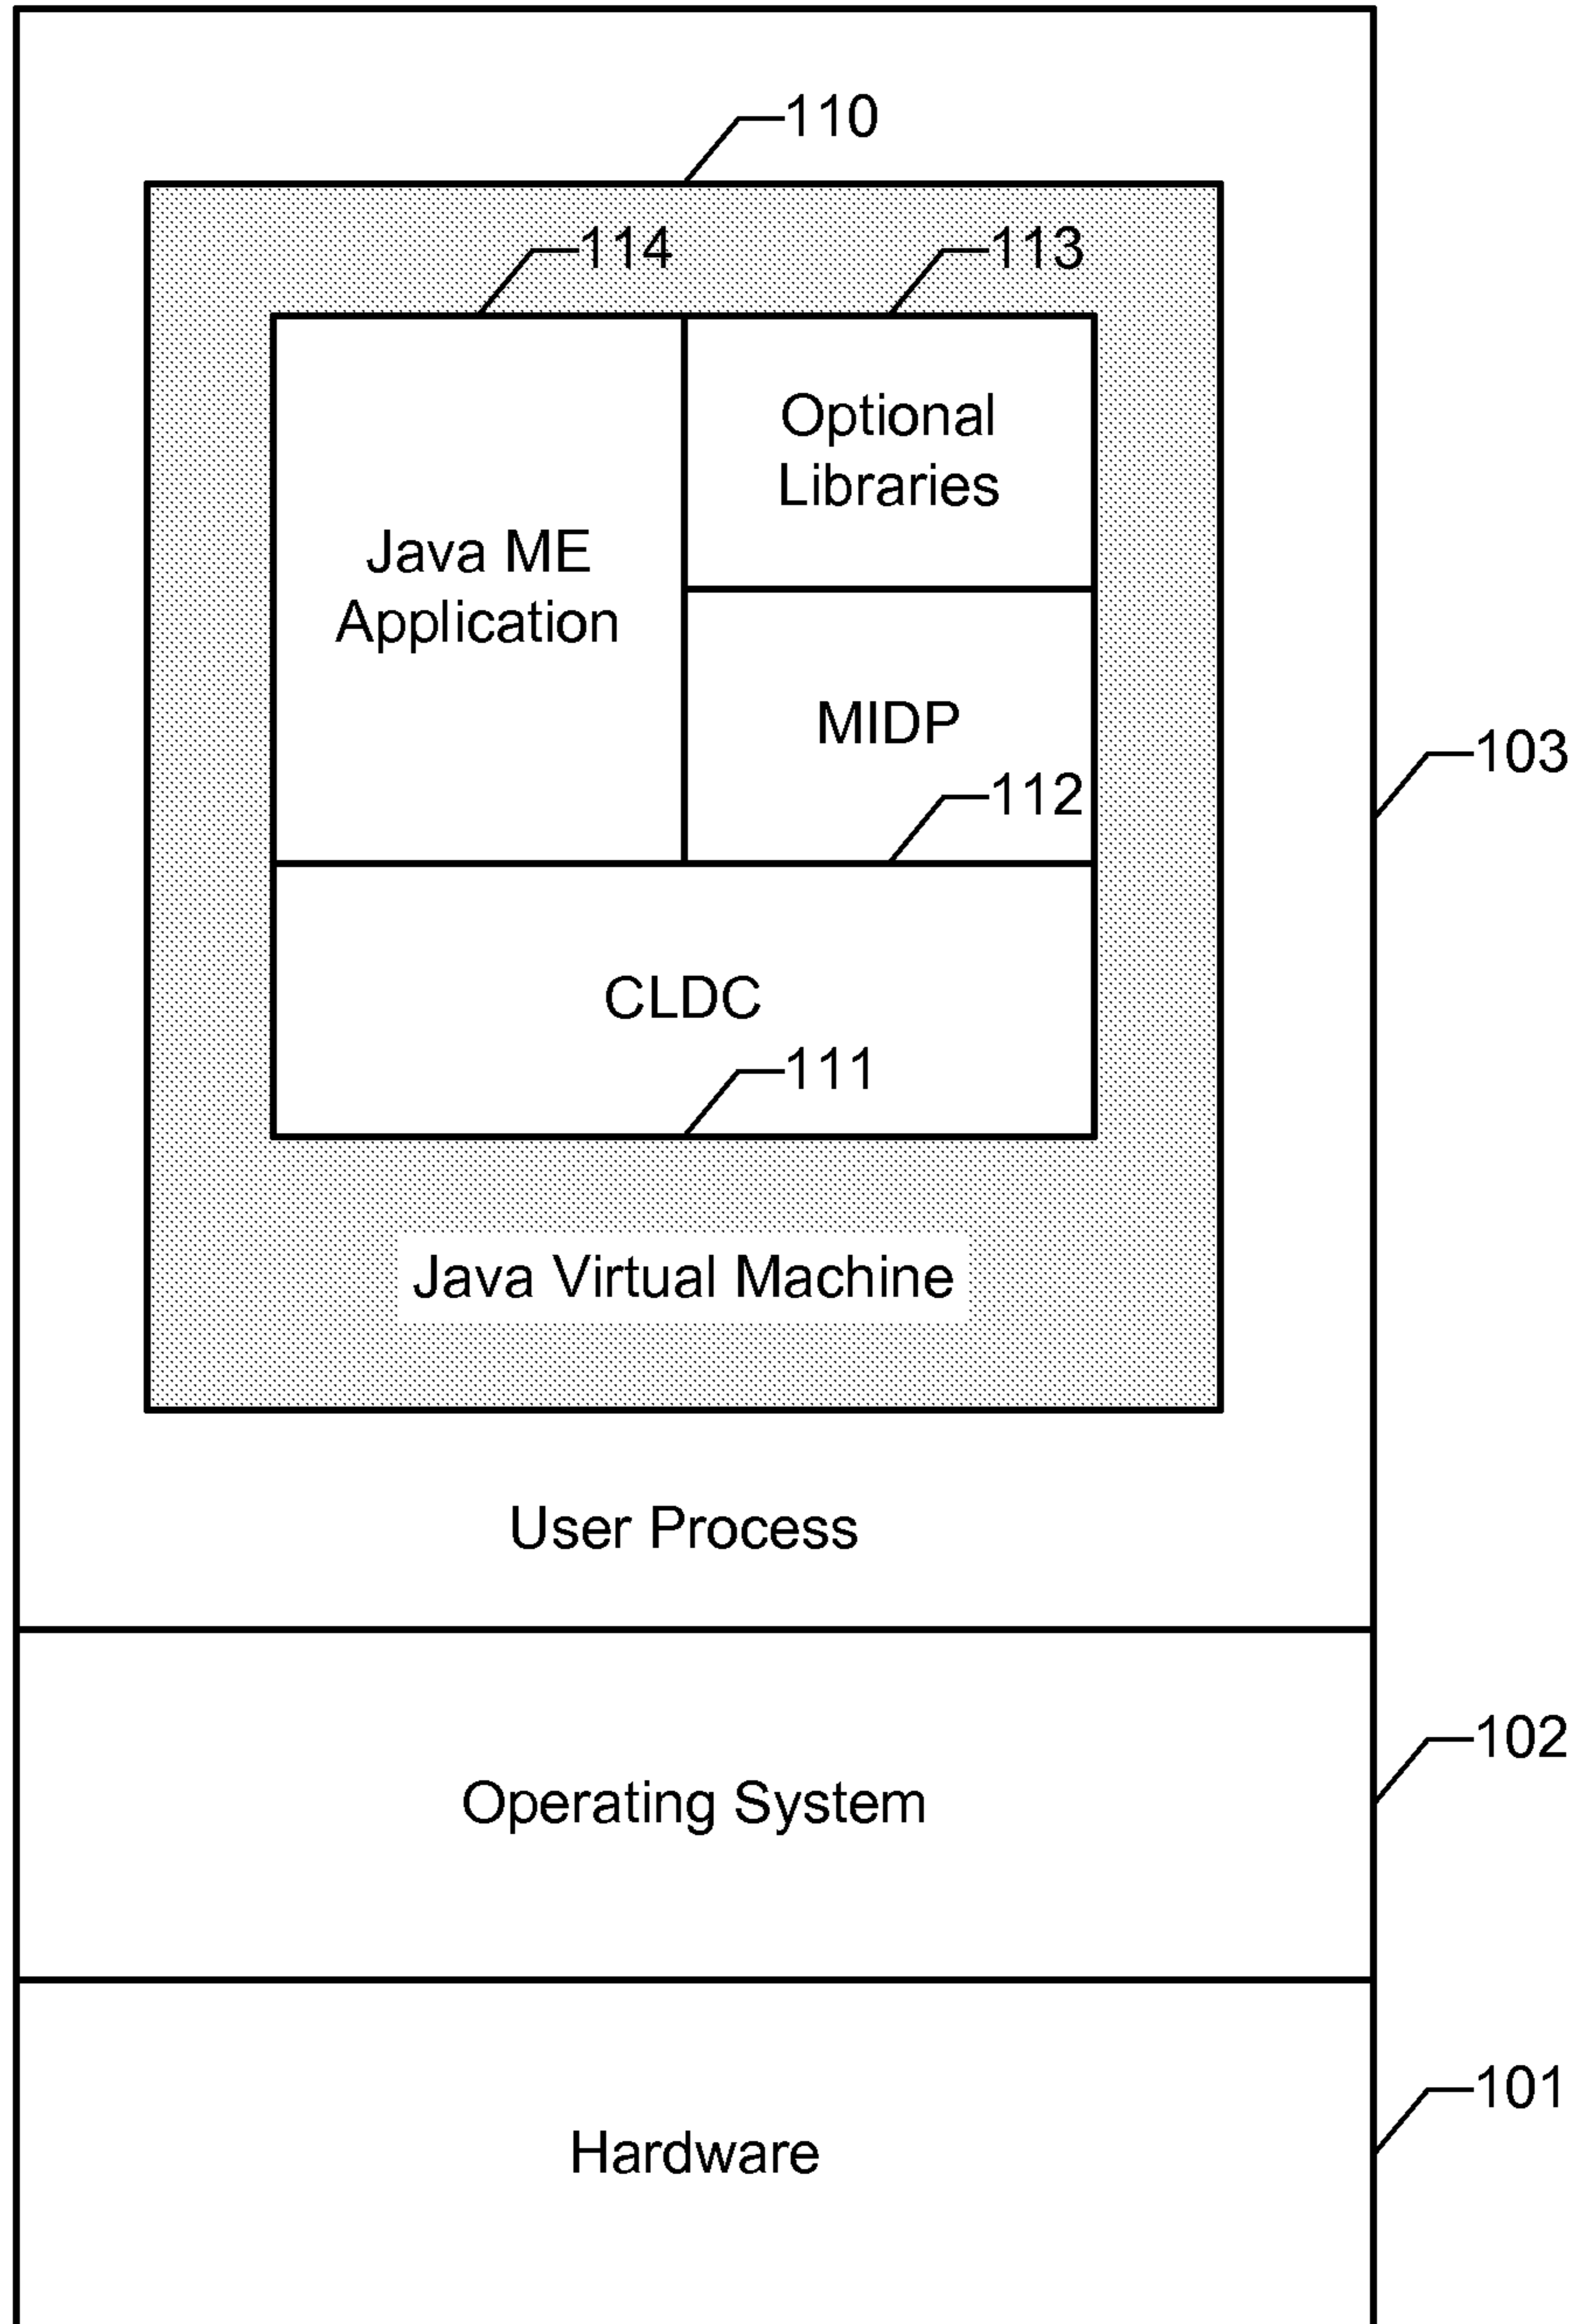 110
114
113
Optional
Libraries
Java ME
Application
MIDP
103
112
CLDC
111
Java Virtual Machine
User Process
102
Operating System
101
Hardware